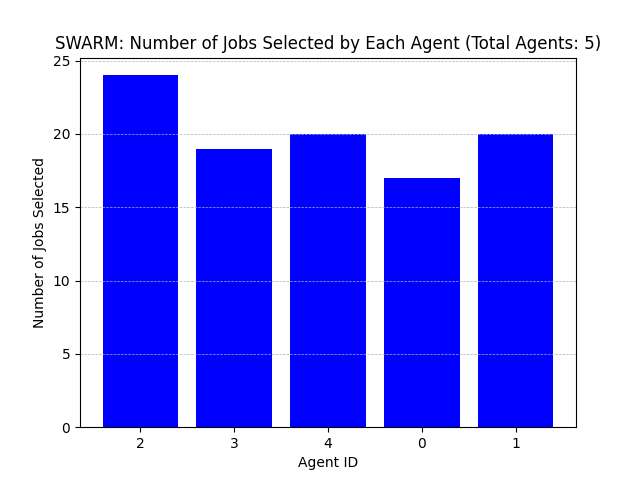 SWARM: Number of Jobs Selected by Each Agent (Total Agents: 5)
25
20
15
10
5
0
Number of Jobs Selected
2 3 4 0 1
Agent ID